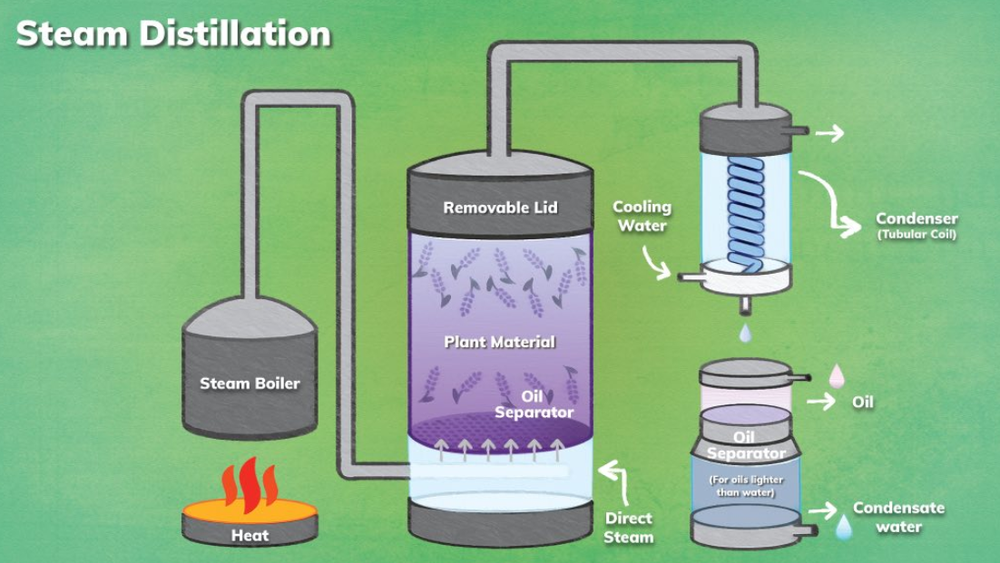 Steam Distillation
Removable Lid
Cooling
Water
Condenser
(Tubular Coil)
Plant Material
Steam Boiler
Oil
Separator
Oil
Oil
Separator
(For oils lighter
than water)
Direct
Steam
Condensate
water
Heat